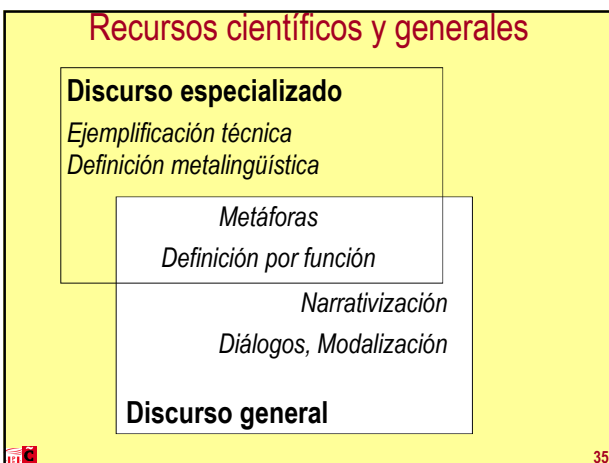 Recursos científicos y generales
Discurso especializado
Ejemplificación técnica
Definición metalingüística
Metáforas
Definición por función
Narrativización
Diálogos, Modalización
Discurso general
Ñ
35